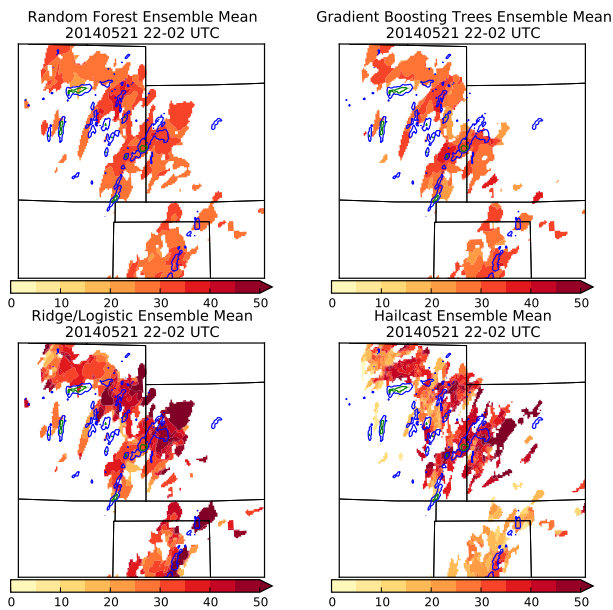 Random Forest Ensemble Mean
20140521 22-02 UTC
Gradient Boosting Trees Ensemble Mean
20140521 22-02 UTC
0 10 20 30 40 50
0 10 20 30 40 50
Ridge/Logistic Ensemble Mean
20140521 22-02 UTC
Hailcast Ensemble Mean
20140521 22-02 UTC
0 10 20 30 40 50
0 10 20 30 40 50